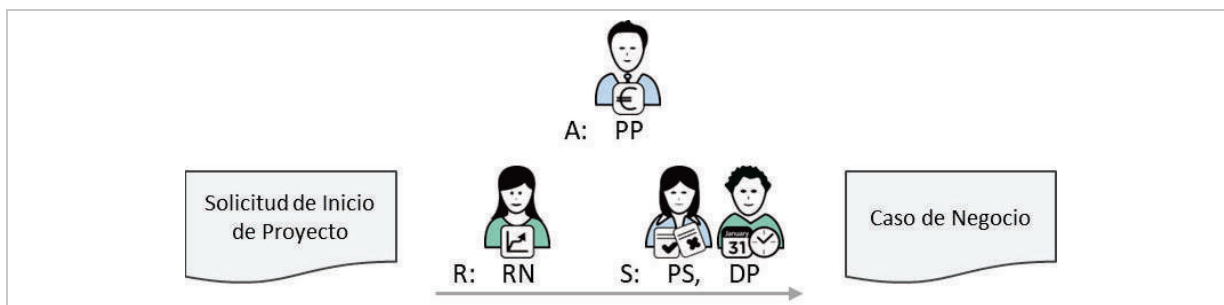 €
A: PP
Solicitud de Inicio
de Proyecto
Caso de Negocio
January
31
R: RN
S: PS, DP